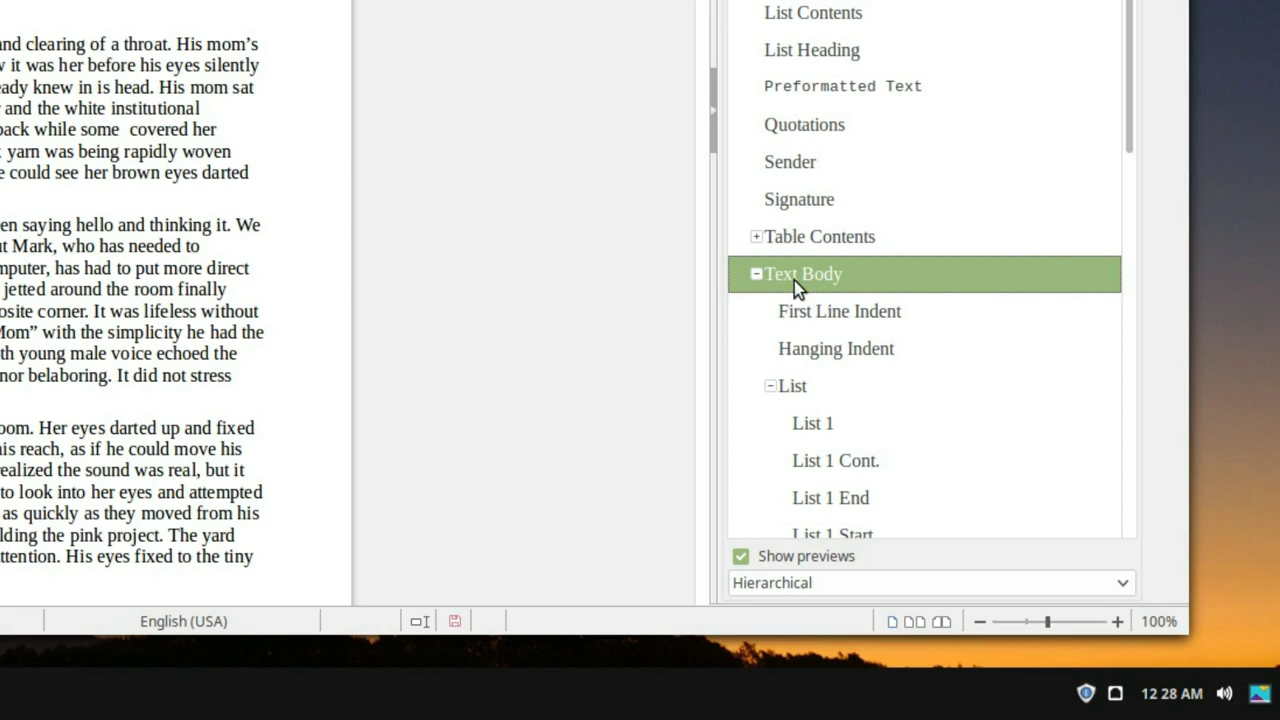 and clearing of a throat. His mom's
it was her before his eyes silently
eady knew in is head. His mom sat
and the white institutional
back while some covered her
yarn was being rapidly woven
e could see her brown eyes darted
en saying hello and thinking it. We
ut Mark, who has needed to
mputer, has had to put more direct
jetted around the room finally
osite corner. It was lifeless without
Mom” with the simplicity he had the
th young male voice echoed the
nor belaboring. It did not stress
oom. Her eyes darted up and fixed
his reach, as if he could move his
realized the sound was real, but it
to look into her eyes and attempted
as quickly as they moved from his
lding the pink project. The yard
ttention. His eyes fixed to the tiny
List Contents
List Heading
Preformatted Text
Quotations
Sender
Signature
Table Contents
Text Body
First Line Indent
Hanging Indent
List
List 1
List 1 Cont.
List 1 End
List 1 Start
Show previews
Hierarchical
English (USA)
100%
12 28 AM